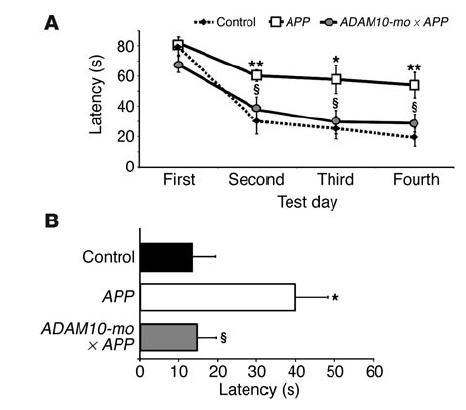 A
Control APP ADAM10-mo × APP
80
60
40
20
0
Latency (s)
** * **
§ § §
First Second Third Fourth
Test day
B
Control
APP
*
ADAM10-mo
× APP
§
0 10 20 30 40 50 60
Latency (s)